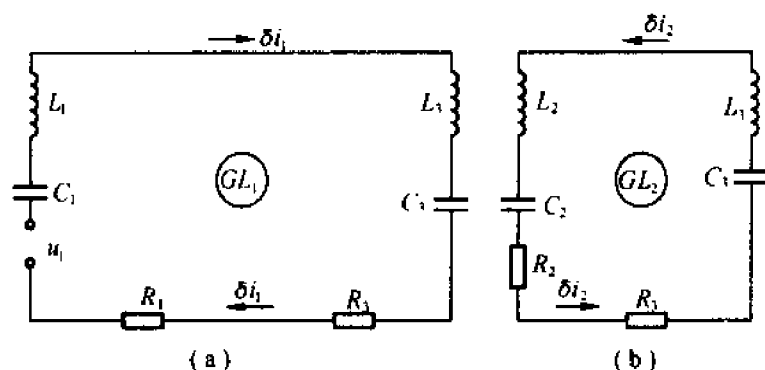 δi₁ δi₂
L₁ L₃ L₂ L₃
GL₁ GL₂
C₁ C₃ C₂ C₃
u₁ R₂
R₁ δi₁ R₃ δi₂ R₃
(a) (b)